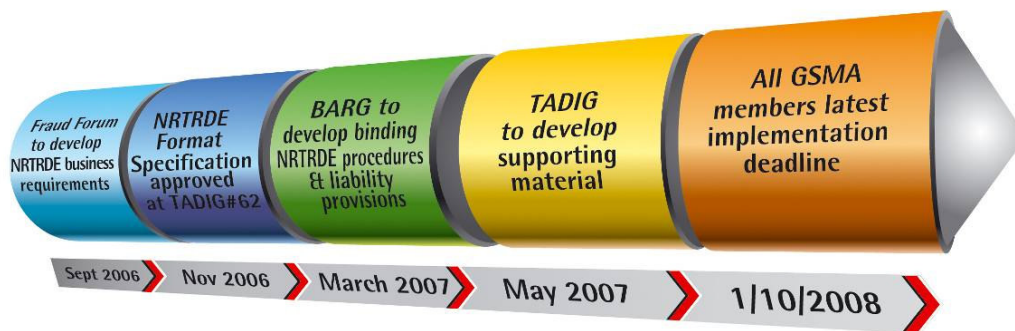 Fraud Forum
to develop
NRTRDE business
requirements
NRTRDE
Format
Specification
approved
at TADIG#62
BARG to
develop binding
NRTRDE procedures
& liability
provisions
TADIG
to develop
supporting
material
All GSMA
members latest
implementation
deadline
Sept 2006
Nov 2006
March 2007
May 2007
1/10/2008